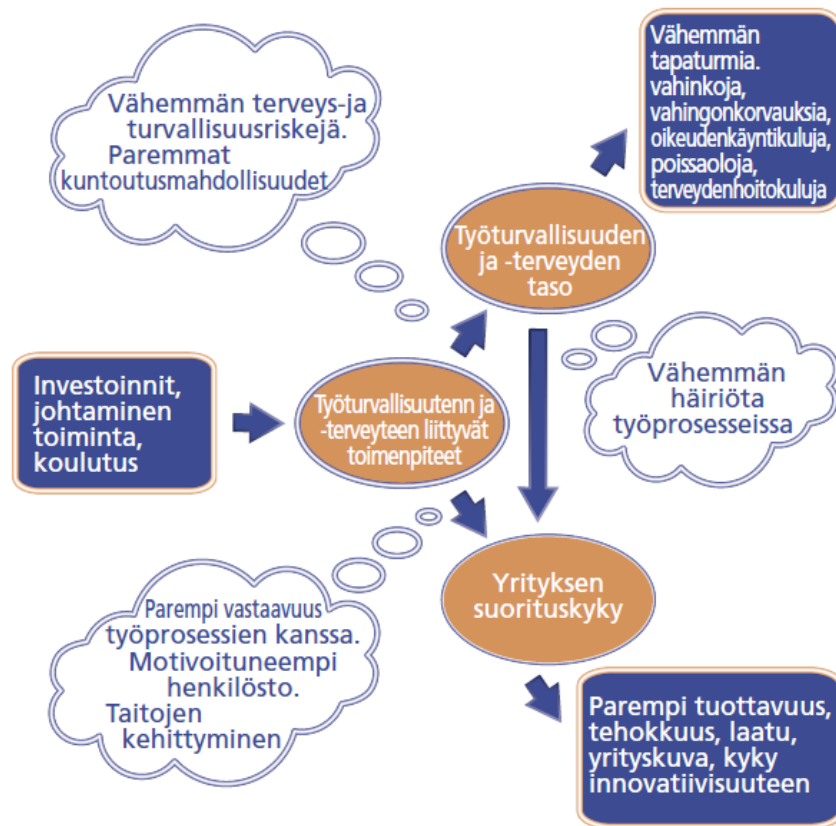 Vähemmän
tapaturmia.
vahinkoja,
vahingonkorvauksia,
oikeudenkäyntikuluja,
poissaoloja,
terveydenhoitokuluja
Vähemmän terveys-ja
turvallisuusriskejä.
Paremmat
kuntoutusmahdollisuudet
Työturvallisuuden
ja -terveyden
taso
Investoinnit,
johtaminen
toiminta,
koulutus
Työturvallisuutenn ja
-terveyteen liittyvät
toimenpiteet
Vähemmän
häiriöta
työprosesseissa
Parempi vastaavuus
työprosessien kanssa.
Motivoituneempi
henkilösto.
Taitojen
kehittyminen
Yrityksen
suorituskyky
Parempi tuottavuus,
tehokkuus, laatu,
yrityskuva, kyky
innovatiivisuuteen